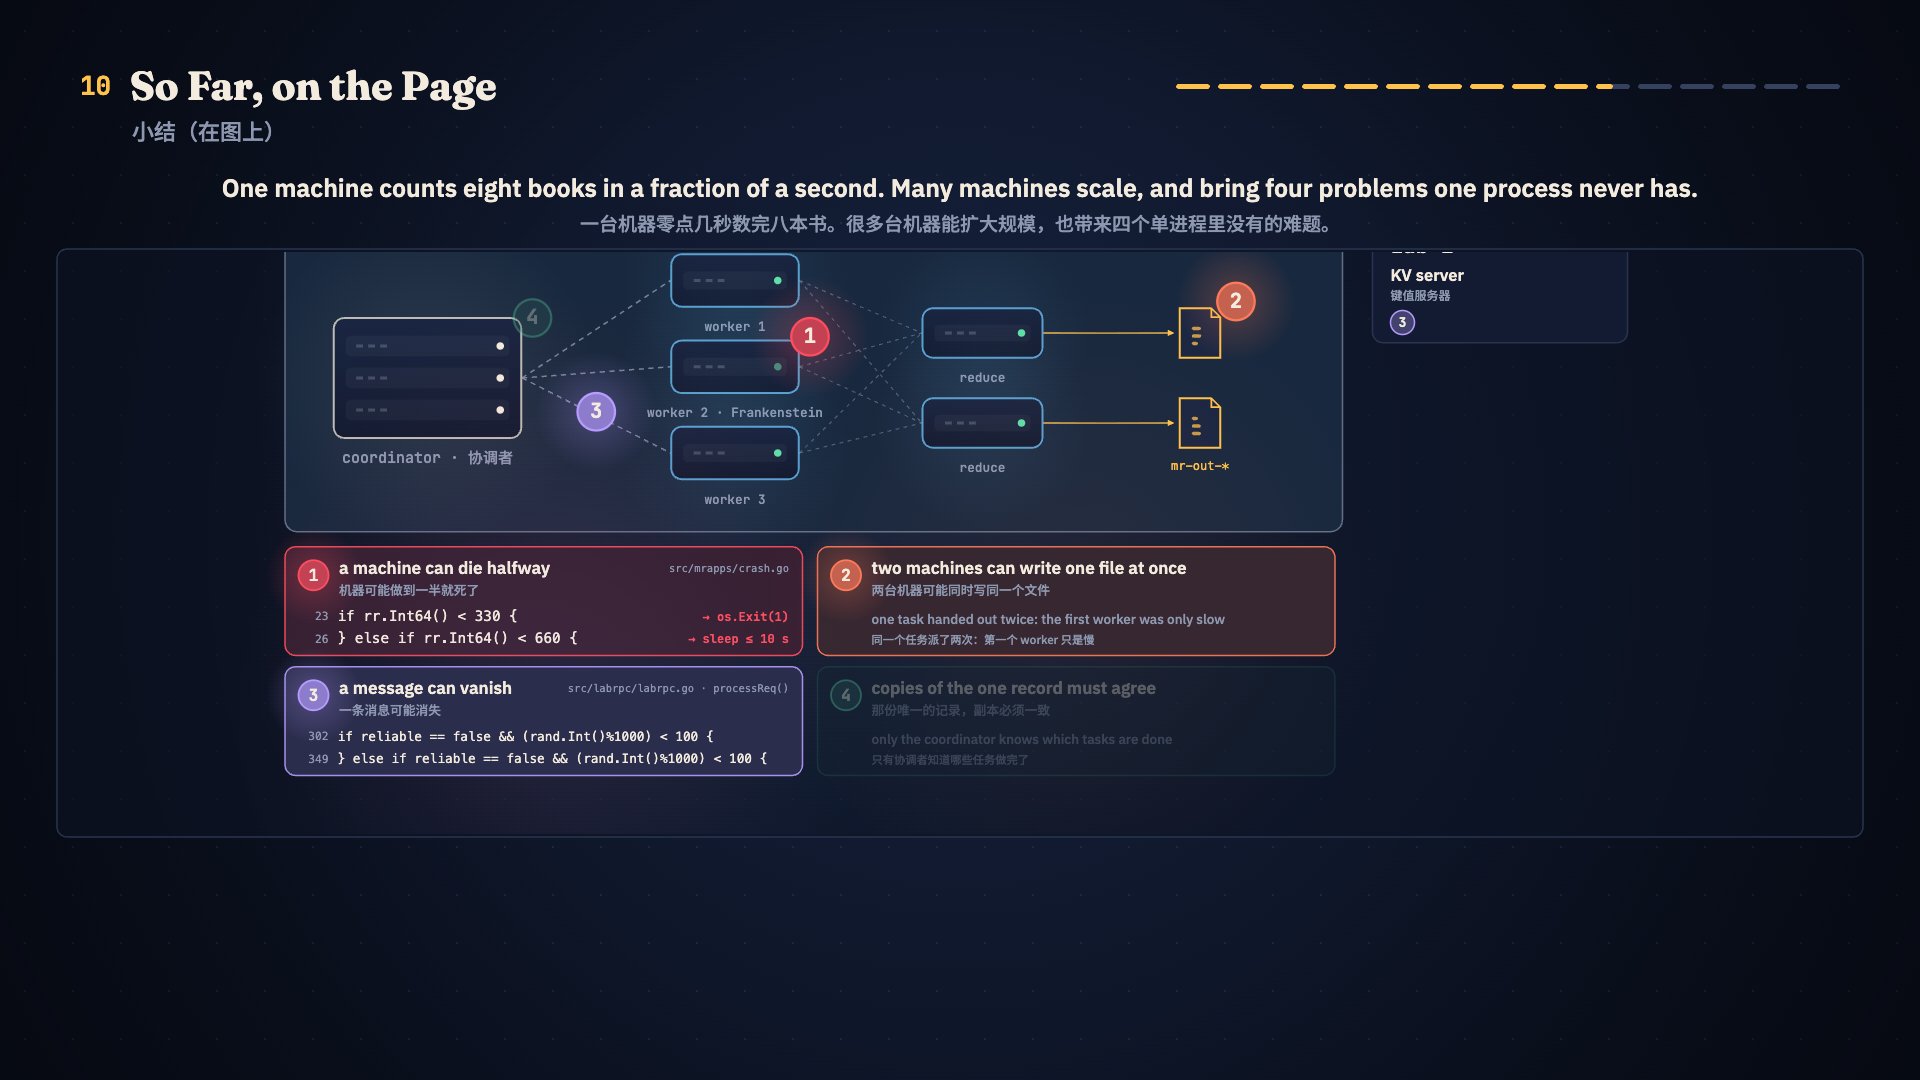 10 So Far, on the Page
小结（在图上）
One machine counts eight books in a fraction of a second. Many machines scale, and bring four problems one process never has.
一台机器零点几秒数完八本书。很多台机器能扩大规模，也带来四个单进程里没有的难题。
KV server
键值服务器
3
4
2
worker 1
1
reduce
3
worker 2 · Frankenstein
coordinator · 协调者
reduce
mr-out-*
worker 3
1 a machine can die halfway src/mrapps/crash.go
机器可能做到一半就死了
23 if rr.Int64() < 330 { → os.Exit(1)
26 } else if rr.Int64() < 660 { → sleep ≤ 10 s
2 two machines can write one file at once
两台机器可能同时写同一个文件
one task handed out twice: the first worker was only slow
同一个任务派了两次：第一个 worker 只是慢
3 a message can vanish src/labrpc/labrpc.go · processReq()
一条消息可能消失
302 if reliable == false && (rand.Int()%1000) < 100 {
349 } else if reliable == false && (rand.Int()%1000) < 100 {
4 copies of the one record must agree
那份唯一的记录，副本必须一致
only the coordinator knows which tasks are done
只有协调者知道哪些任务做完了